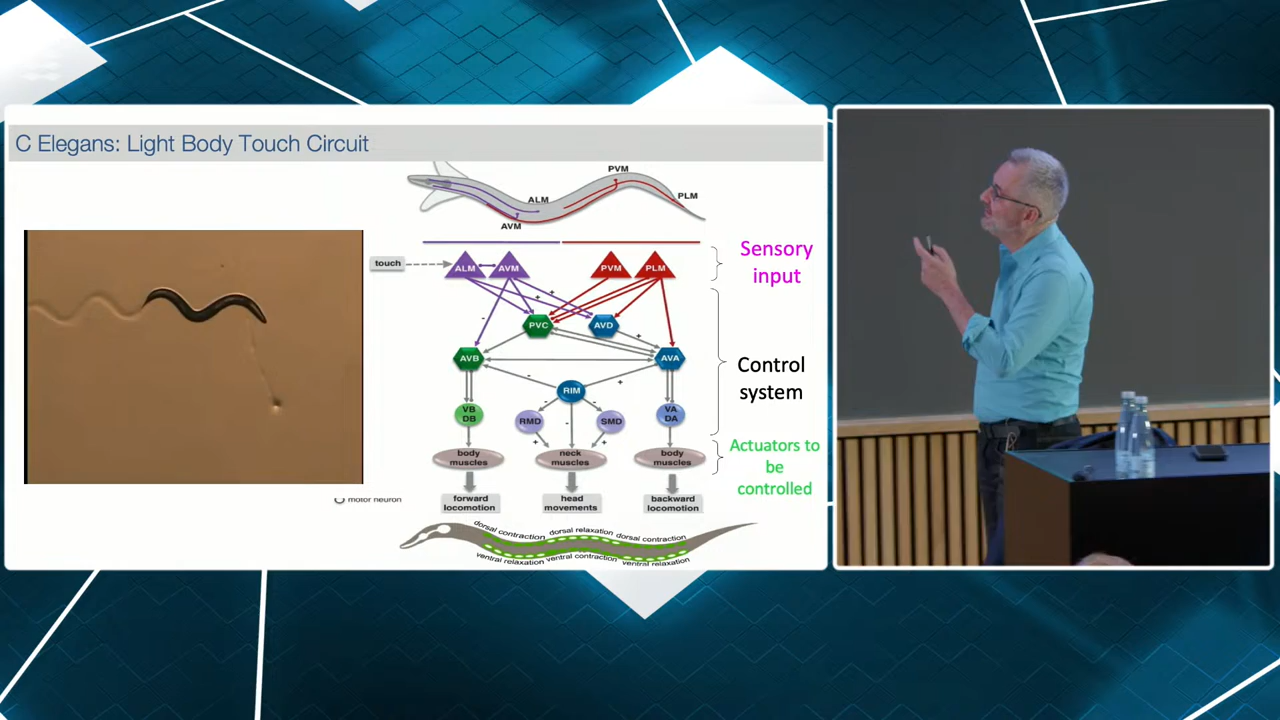 C Elegans: Light Body Touch Circuit
PVM
ALM
PLM
AVM
touch
ALM
AVM
PVM
PLM
Sensory
input
+
+
-
PVC
AVD
+
AVB
AVA
-
+
RIM
Control
system
-
-
VB
DB
RMD
-
SMD
VA
DA
+
+
body
muscles
neck
muscles
body
muscles
Actuators to
be
controlled
motor neuron
forward
locomotion
head
movements
backward
locomotion
dorsal contraction dorsal relaxation dorsal contraction
ventral relaxation ventral contraction ventral relaxation